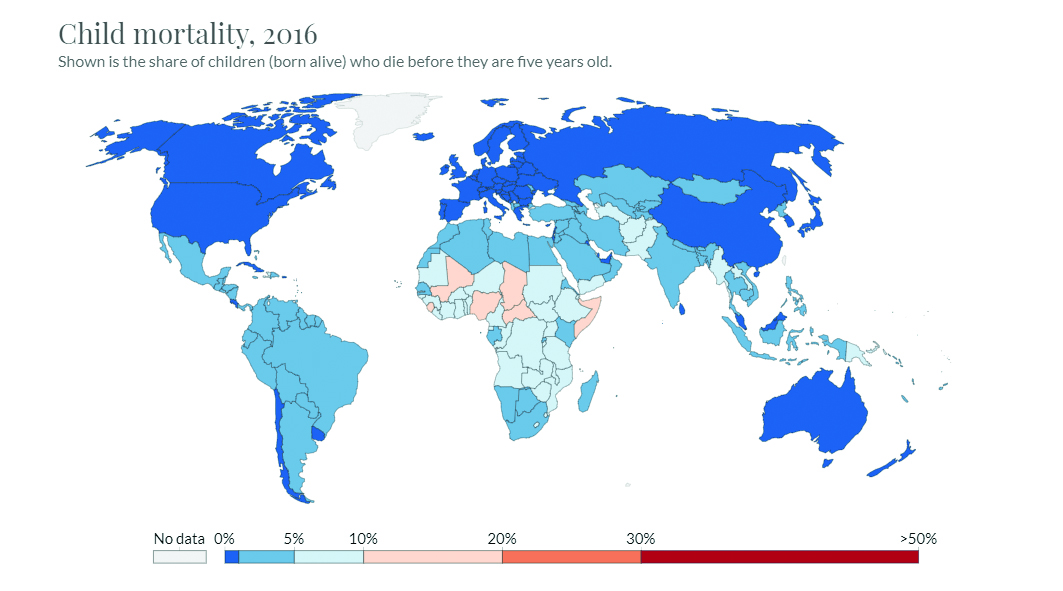 Child mortality, 2016
Shown is the share of children (born alive) who die before they are five years old.
No data 0% 5% 10% 20% 30% >50%